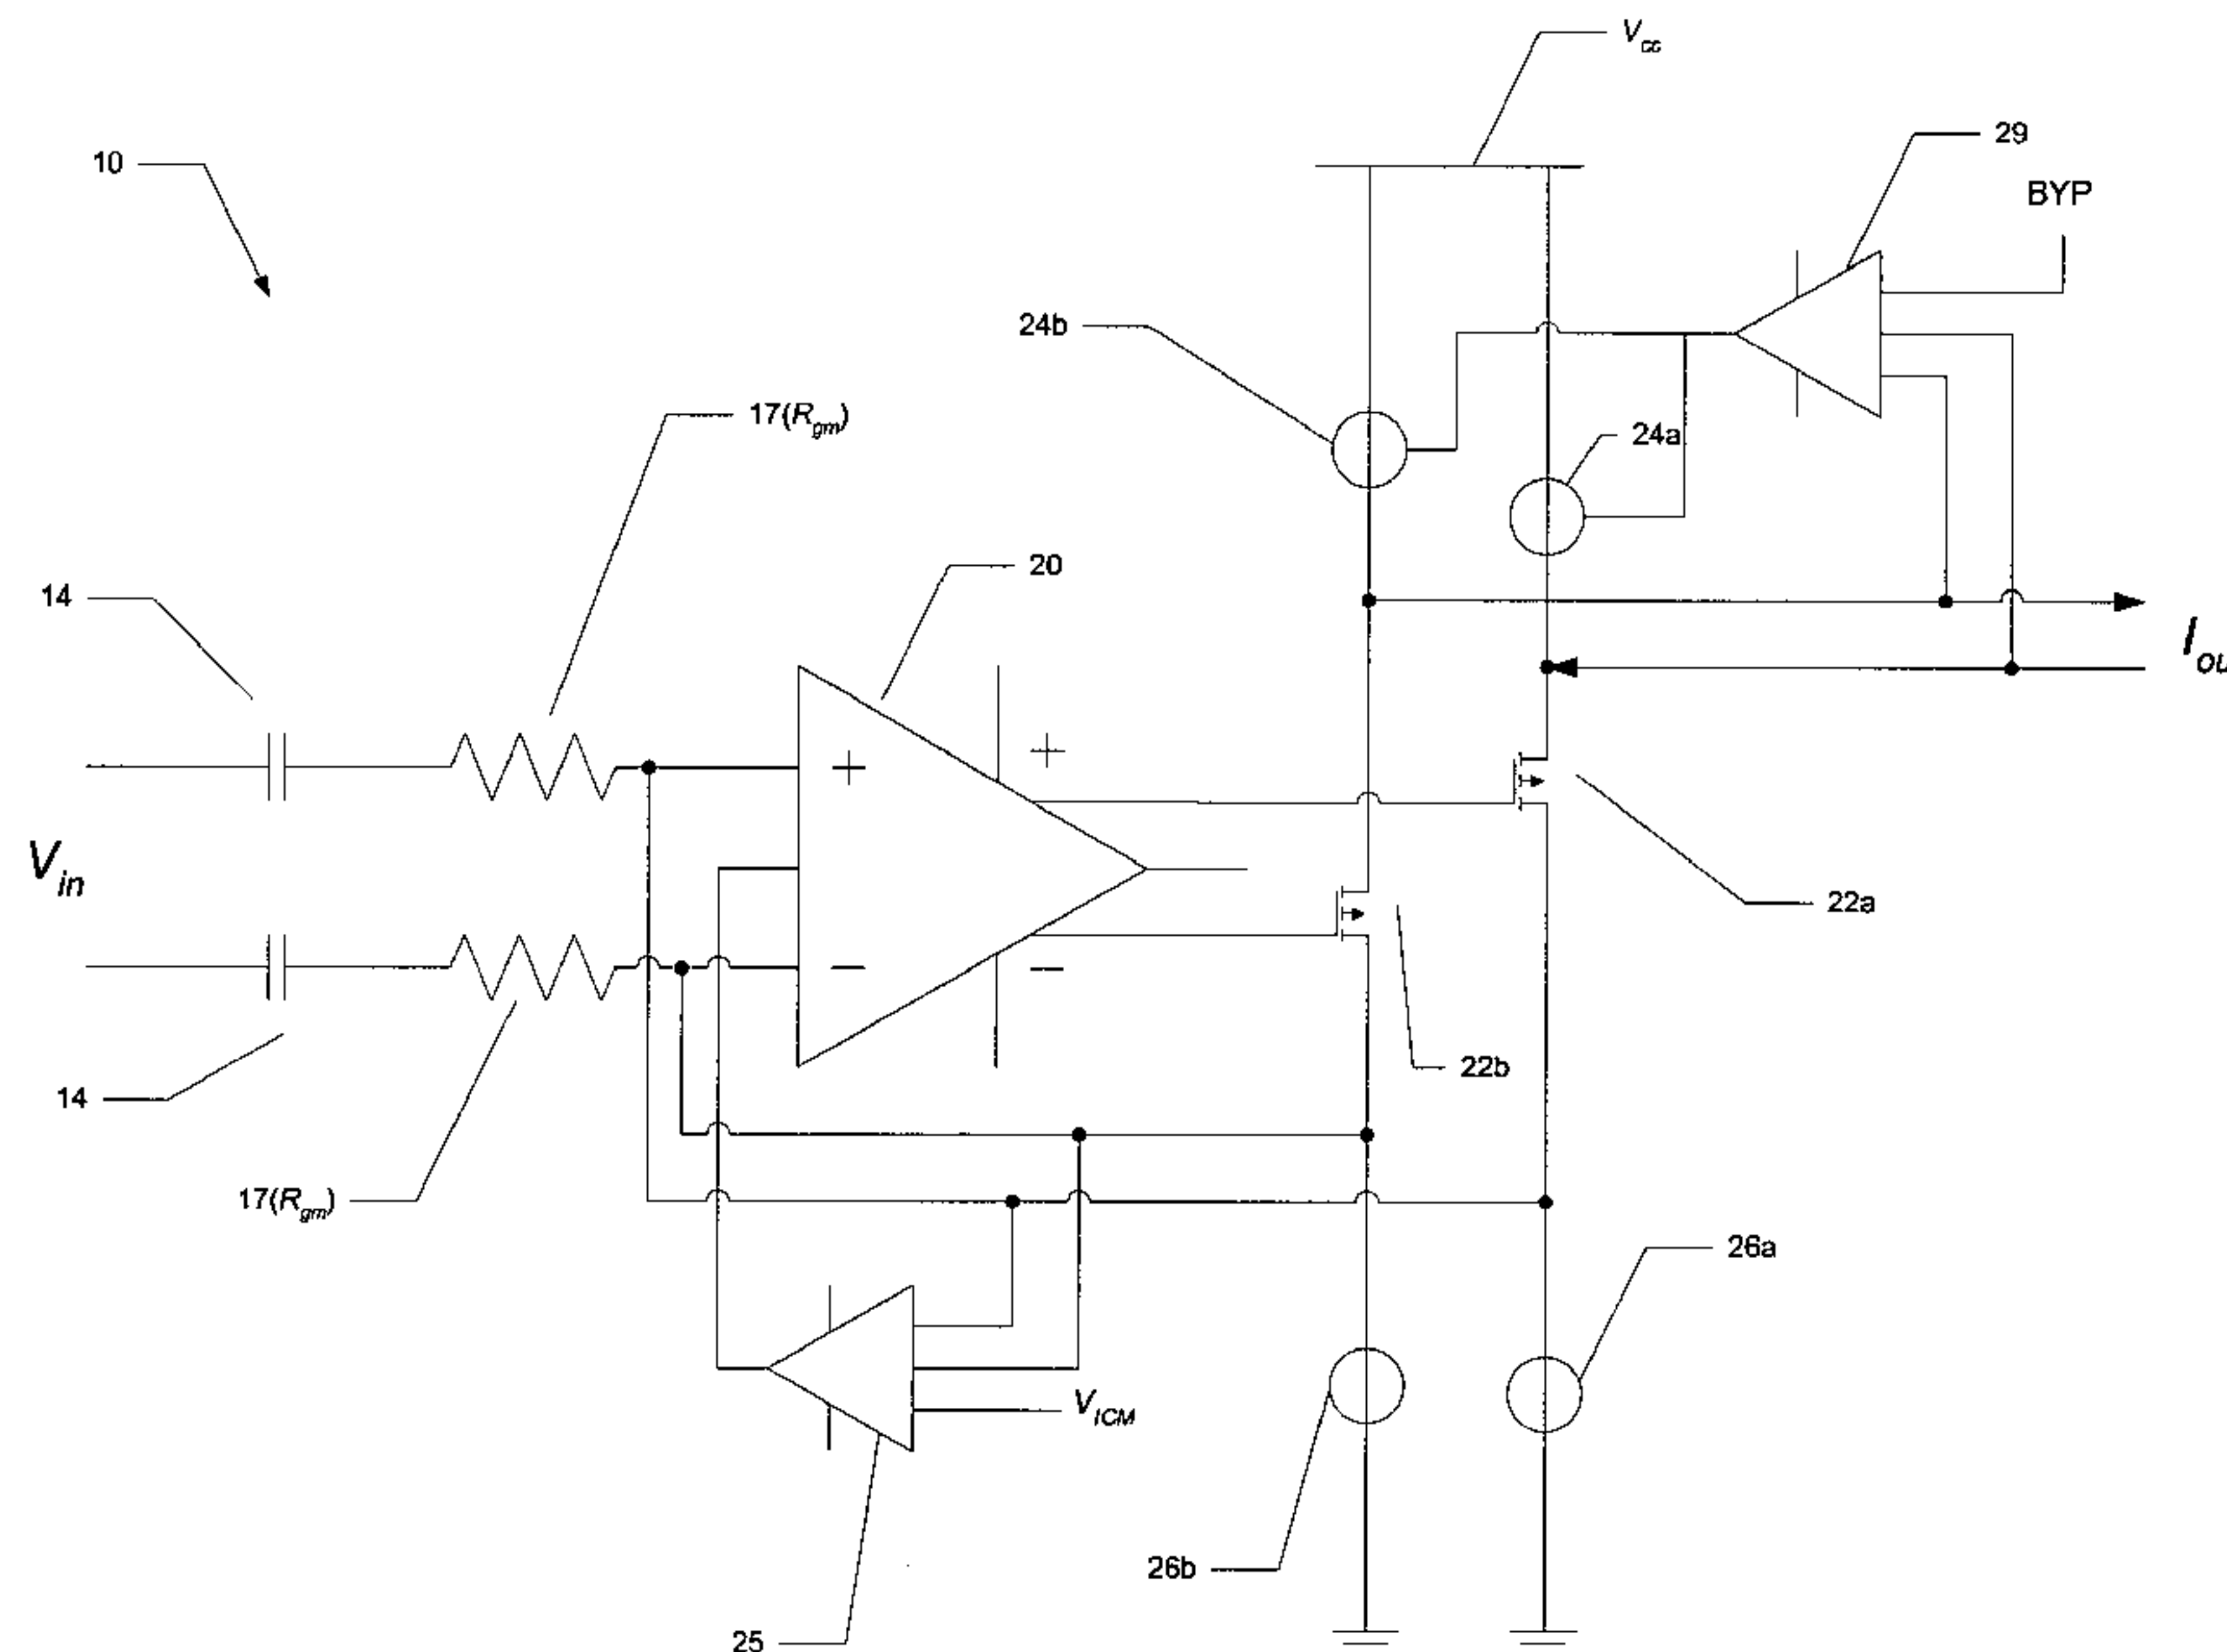 V_cc
10
29
BYP
24b
17(R_gm)
24a
14
20
I_ou
+
+
V_in
22a
−
−
22b
14
17(R_gm)
26a
V_ICM
26b
25